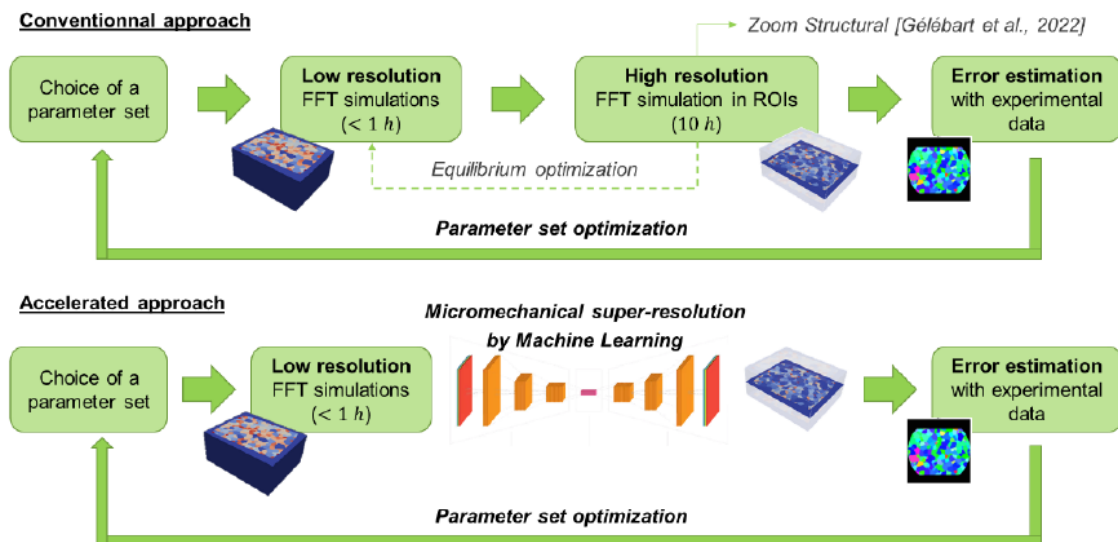 Conventionnal approach
Zoom Structural [Gélébart et al., 2022]
Choice of a
parameter set
Low resolution
FFT simulations
(< 1 h)
High resolution
FFT simulation in ROIs
(10 h)
Error estimation
with experimental
data
Equilibrium optimization
Parameter set optimization
Accelerated approach
Micromechanical super-resolution
by Machine Learning
Choice of a
parameter set
Low resolution
FFT simulations
(< 1 h)
Error estimation
with experimental
data
Parameter set optimization